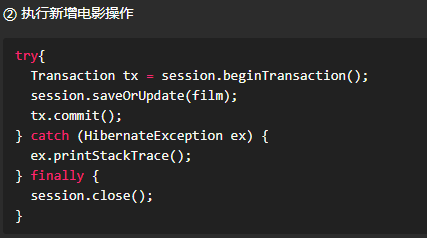 ② 执行新增电影操作
try{
  Transaction tx = session.beginTransaction();
  session.saveOrUpdate(film);
  tx.commit();
} catch (HibernateException ex) {
  ex.printStackTrace();
} finally {
  session.close();
}